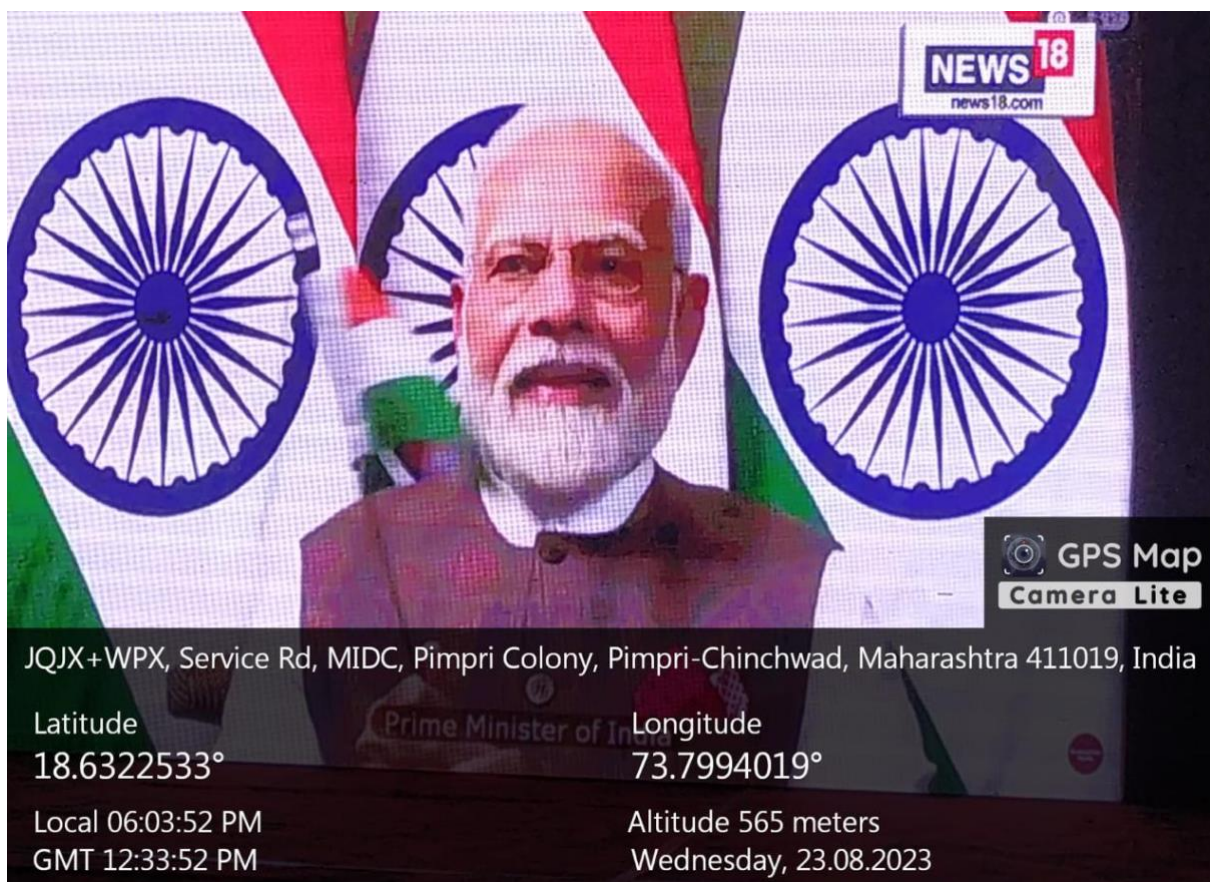 NEWS 18
news18.com
GPS Map
Camera Lite
JQJX+WPX, Service Rd, MIDC, Pimpri Colony, Pimpri-Chinchwad, Maharashtra 411019, India
Prime Minister of India
Latitude
18.6322533°
Longitude
73.7994019°
Local 06:03:52 PM
GMT 12:33:52 PM
Altitude 565 meters
Wednesday, 23.08.2023